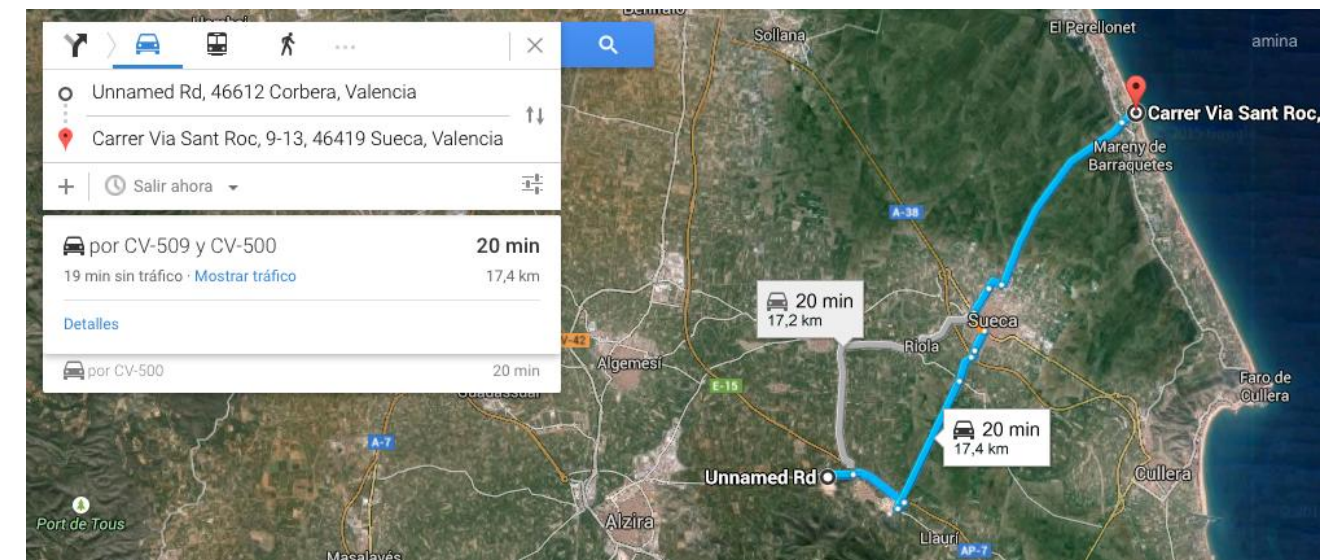 Unnamed Rd, 46612 Corbera, Valencia
Carrer Via Sant Roc, 9-13, 46419 Sueca, Valencia
Salir ahora
por CV-509 y CV-500
20 min
19 min sin tráfico · Mostrar tráfico
17,4 km
Detalles
por CV-500
20 min
Sollana
El Perellonet
amina
Carrer Via Sant Roc,
Mareny de
Barraquetes
A-38
20 min
17,2 km
Sueca
Riola
V-42
Algemesí
E-15
Faro de
Cullera
A-7
20 min
17,4 km
Unnamed Rd
Cullera
Port de Tous
Alzira
Llaurí
AP-7
Masalavés